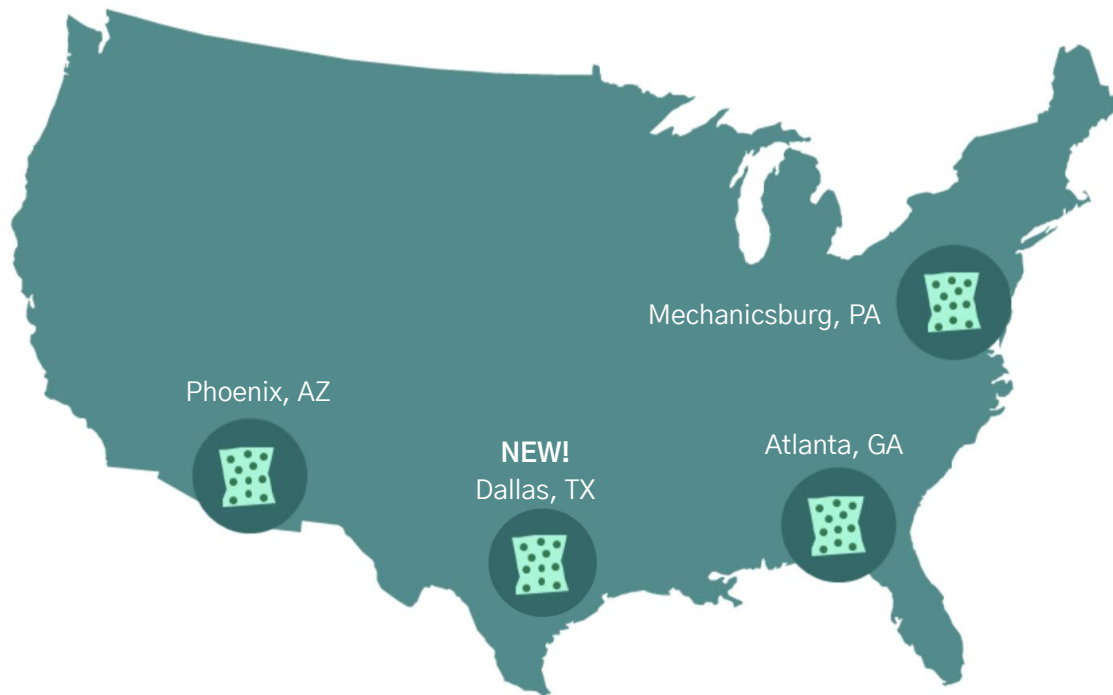 Mechanicsburg, PA
Phoenix, AZ
Atlanta, GA
NEW!
Dallas, TX